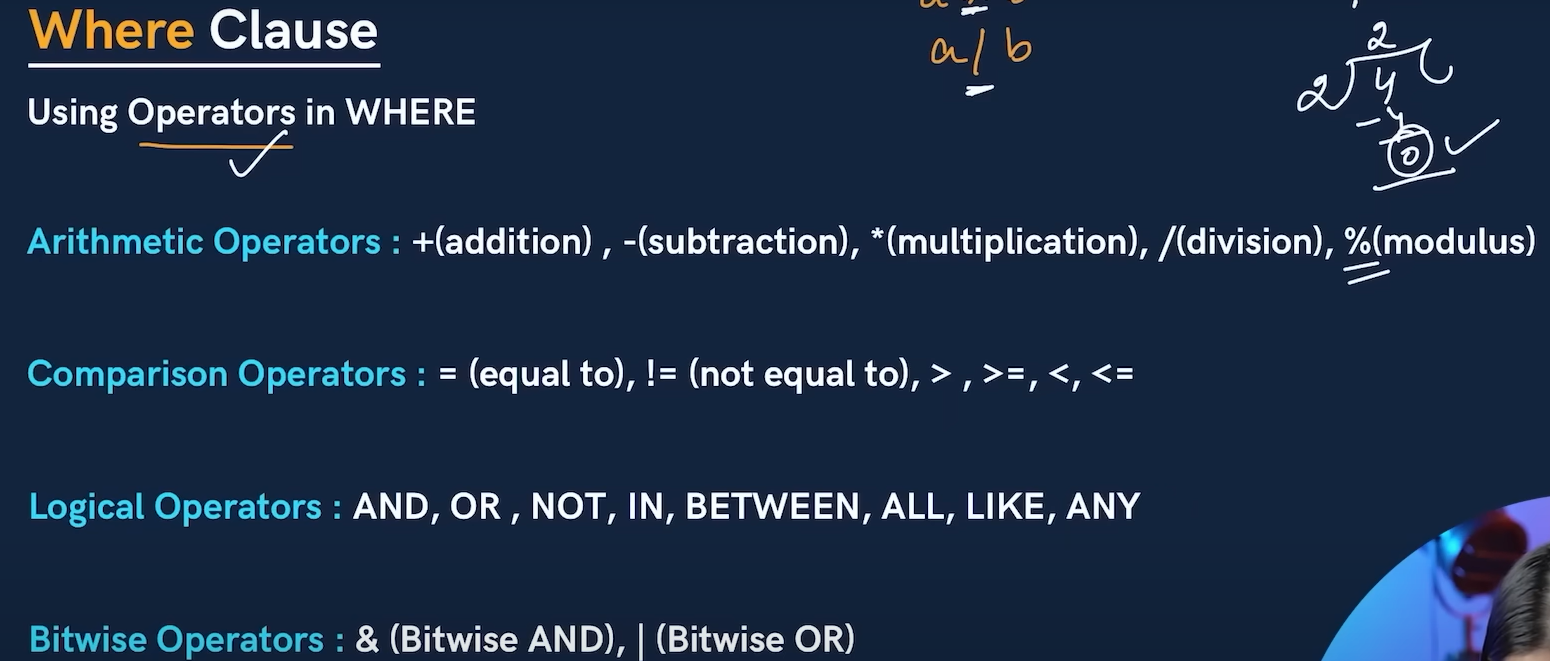 Where Clause
a / b
Using Operators in WHERE
2
2 4
- 4
0
Arithmetic Operators : +(addition) , -(subtraction), *(multiplication), /(division), %(modulus)
Comparison Operators : = (equal to), != (not equal to), > , >=, <, <=
Logical Operators : AND, OR , NOT, IN, BETWEEN, ALL, LIKE, ANY
Bitwise Operators : & (Bitwise AND), | (Bitwise OR)